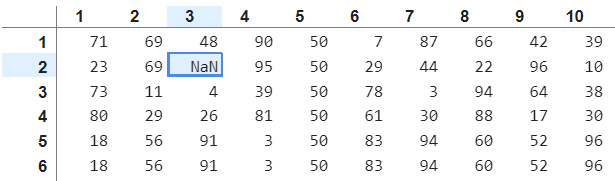 1 2 3 4 5 6 7 8 9 10
1 71 69 48 90 50 7 87 66 42 39
2 23 69 NaN 95 50 29 44 22 96 10
3 73 11 4 39 50 78 3 94 64 38
4 80 29 26 81 50 61 30 88 17 30
5 18 56 91 3 50 83 94 60 52 96
6 18 56 91 3 50 83 94 60 52 96